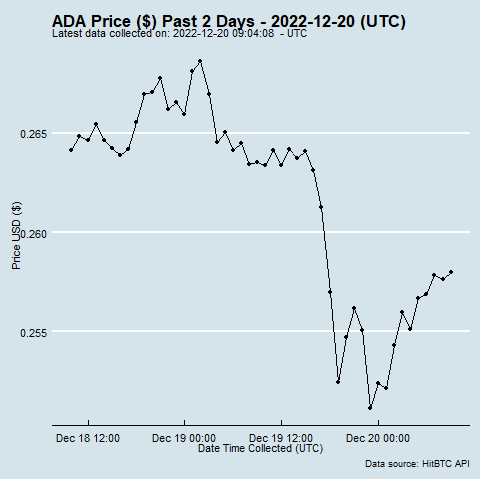 ADA Price ($) Past 2 Days - 2022-12-20 (UTC)
Latest data collected on: 2022-12-20 09:04:08  - UTC
0.265
0.260
0.255
Price USD ($)
Dec 18 12:00
Dec 19 00:00
Dec 19 12:00
Dec 20 00:00
Date Time Collected (UTC)
Data source: HitBTC API